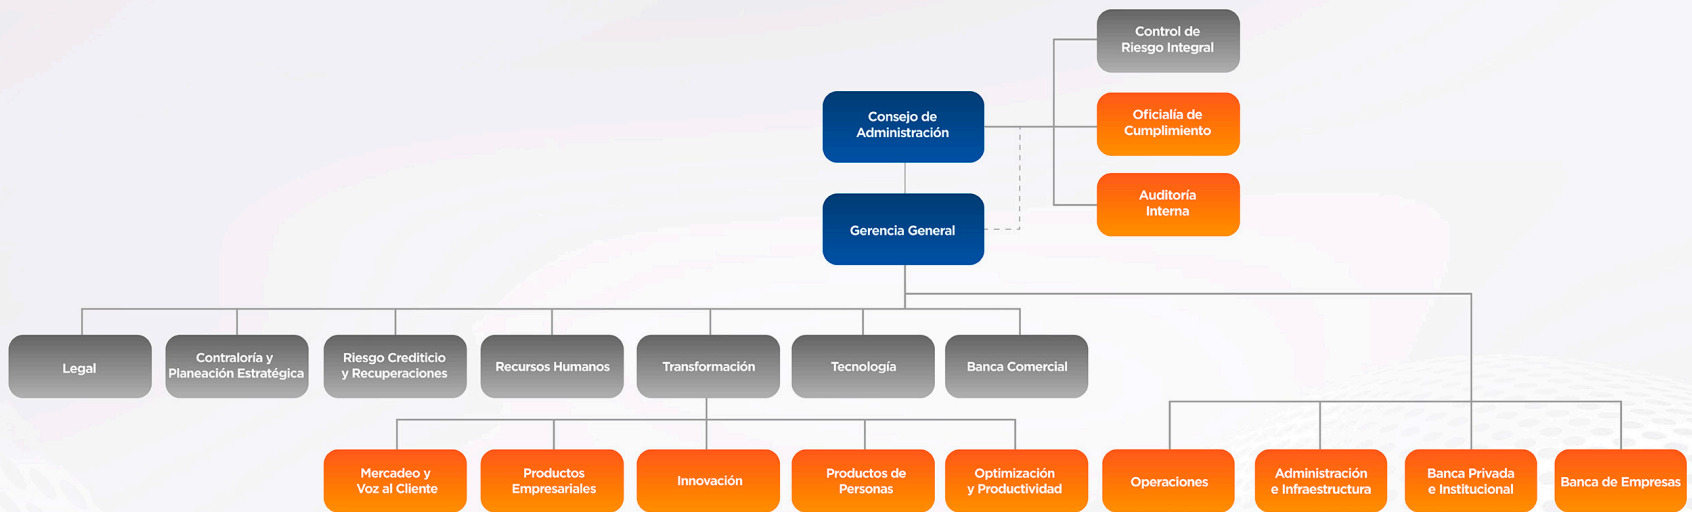 Control de
Riesgo Integral
Consejo de
Administración
Oficialía de
Cumplimiento
Auditoría
Interna
Gerencia General
Legal
Contraloría y
Planeación Estratégica
Riesgo Crediticio
y Recuperaciones
Recursos Humanos
Transformación
Tecnología
Banca Comercial
Mercadeo y
Voz al Cliente
Productos
Empresariales
Innovación
Productos de
Personas
Optimización
y Productividad
Operaciones
Administración
e Infraestructura
Banca Privada
e Institucional
Banca de Empresas